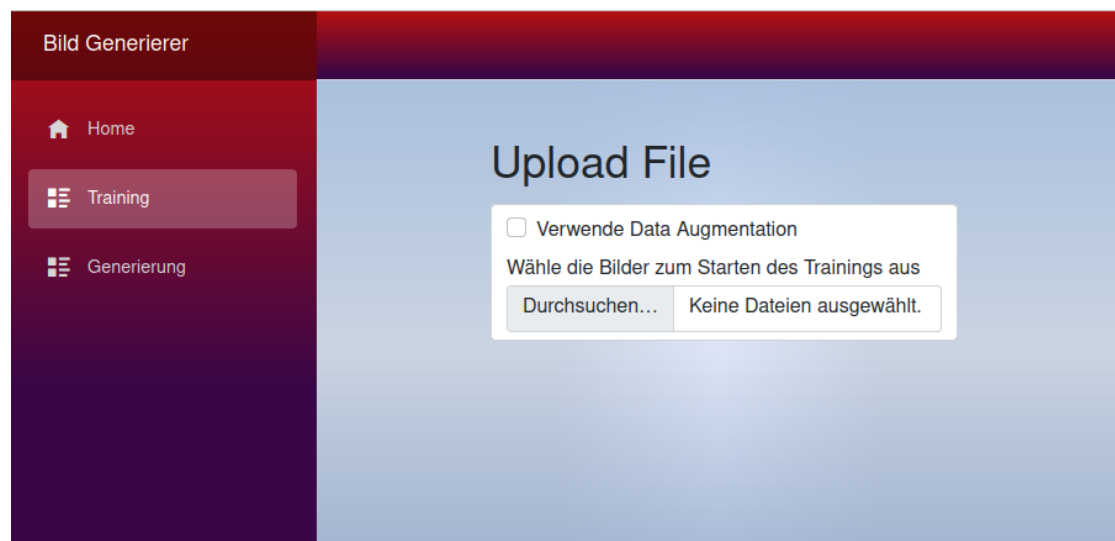 Bild Generierer
Home
Training
Generierung
Upload File
Verwende Data Augmentation
Wähle die Bilder zum Starten des Trainings aus
Durchsuchen… Keine Dateien ausgewählt.